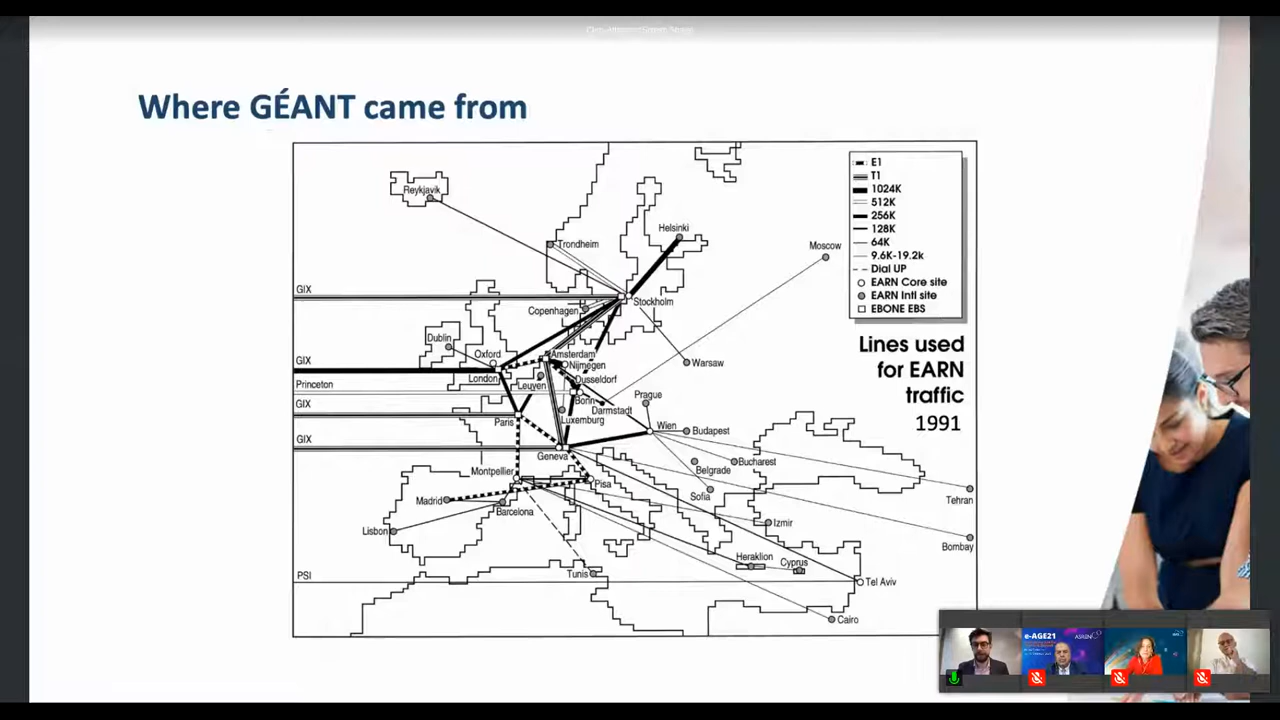 Where GÉANT came from
E1
T1
1024K
512K
256K
128K
64K
9.6K-19.2k
Dial UP
EARN Core site
EARN Intl site
EBONE EBS
Lines used
for EARN
traffic
1991
Reykjavik
Trondheim
Helsinki
Moscow
GIX
Stockholm
Copenhagen
Dublin
Oxford
Amsterdam
GIX
Nijmegen
Warsaw
London
Leuven
Dusseldorf
Princeton
Bonn
Prague
GIX
Darmstadt
Paris
Luxemburg
Wien
Budapest
GIX
Geneva
Bucharest
Belgrade
Montpellier
Pisa
Madrid
Sofia
Tehran
Barcelona
Izmir
Lisbon
Bombay
Heraklion
Cyprus
PSI
Tunis
Tel Aviv
Cairo
e-AGE21
ASREN